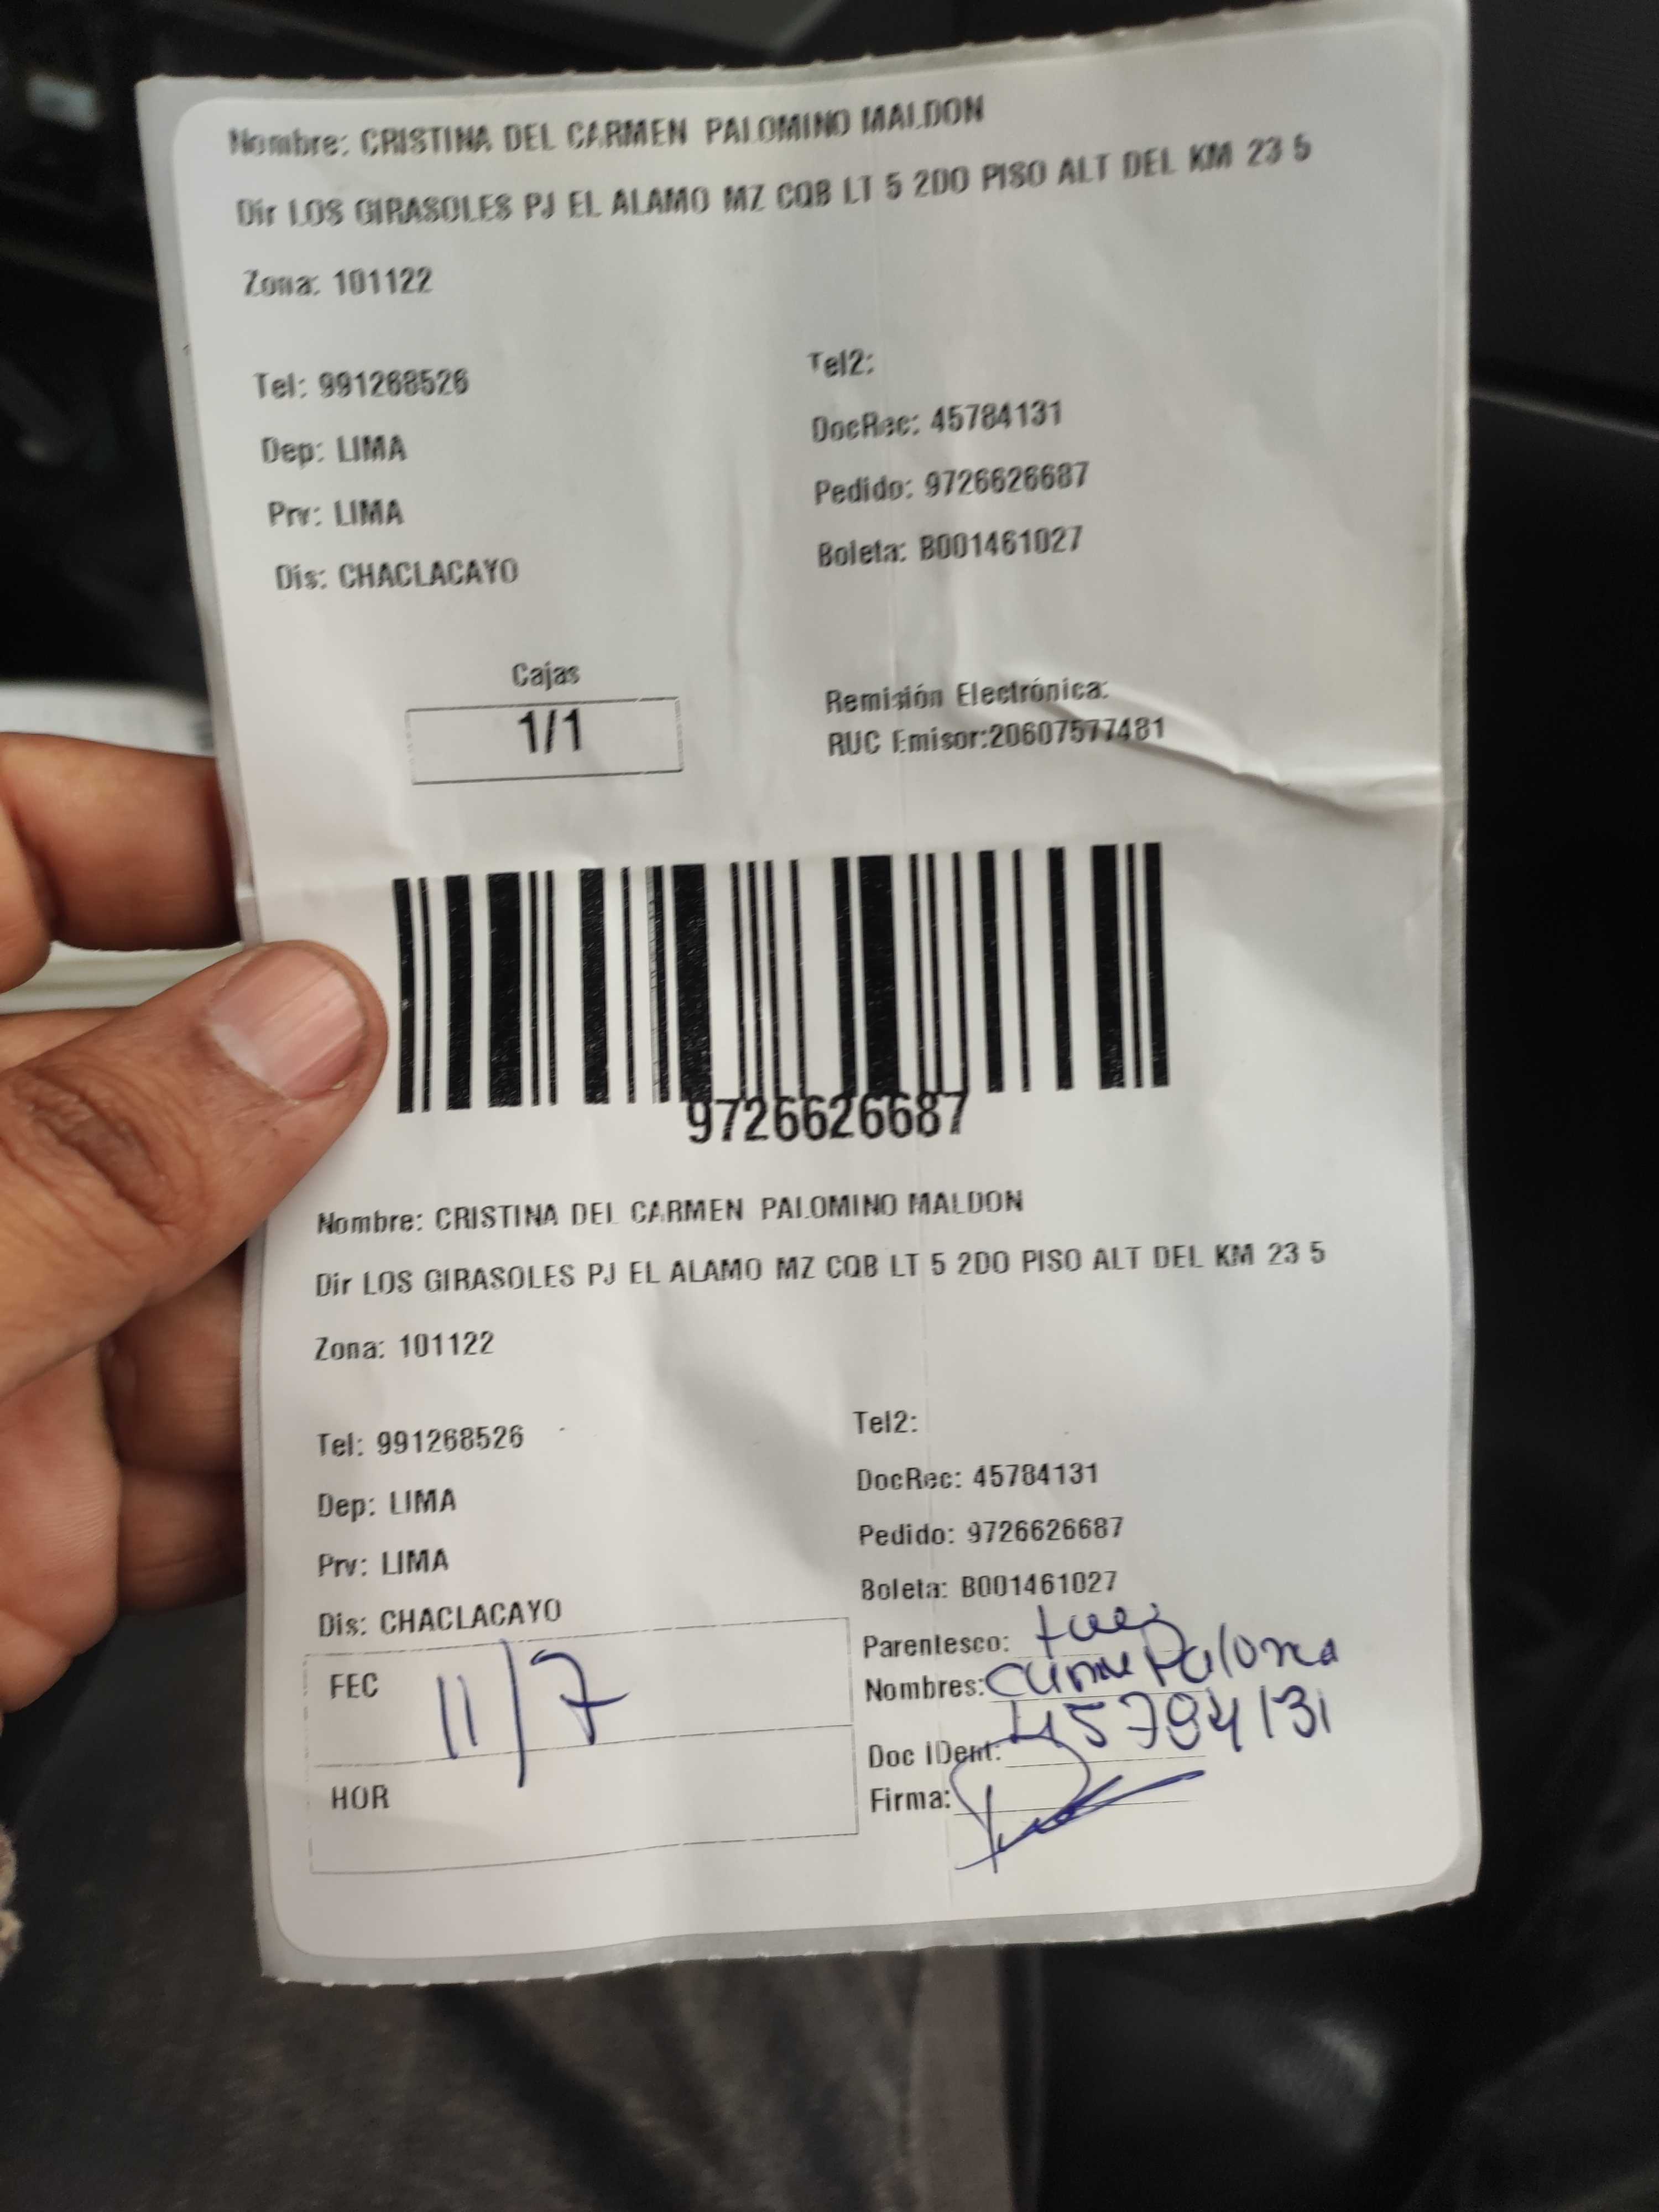 Nombre: CRISTINA DEL CARMEN PALOMINO MALDON
Dir LOS GIRASOLES PJ EL ALAMO MZ CQB LT 5 2DO PISO ALT DEL KM 23 5
Zona: 101122
Tel: 991268526
Tel2:
Dep: LIMA
DocRec: 45784131
Prv: LIMA
Pedido: 9726626687
Dis: CHACLACAYO
Boleta: B001461027
Cajas
1/1
Remisión Electrónica:
RUC Emisor:20607577481
9726626687
Nombre: CRISTINA DEL CARMEN PALOMINO MALDON
Dir LOS GIRASOLES PJ EL ALAMO MZ CQB LT 5 2DO PISO ALT DEL KM 23 5
Zona: 101122
Tel: 991268526
Tel2:
Dep: LIMA
DocRec: 45784131
Prv: LIMA
Pedido: 9726626687
Dis: CHACLACAYO
Boleta: B001461027
FEC 11/7
HOR
Parentesco:
Nombres:
Doc IDent: 45784131
Firma: